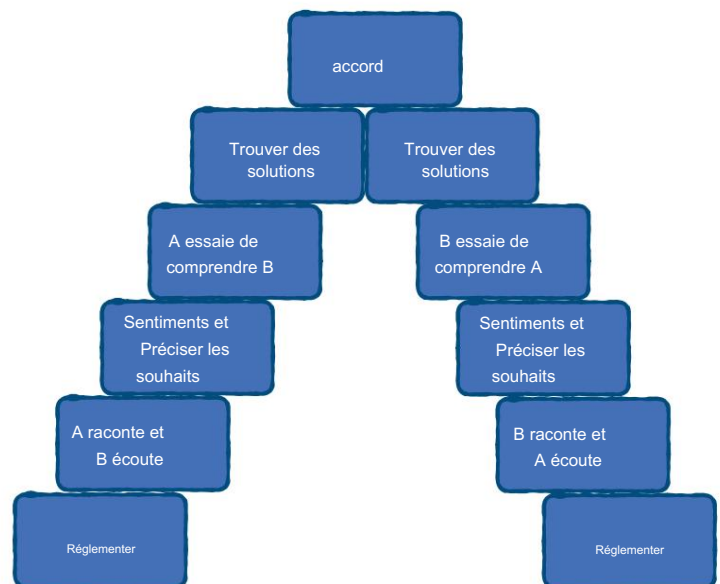 accord
Trouver des
solutions
Trouver des
solutions
A essaie de
comprendre B
B essaie de
comprendre A
Sentiments et
Préciser les
souhaits
Sentiments et
Préciser les
souhaits
A raconte et
B écoute
B raconte et
A écoute
Réglementer
Réglementer